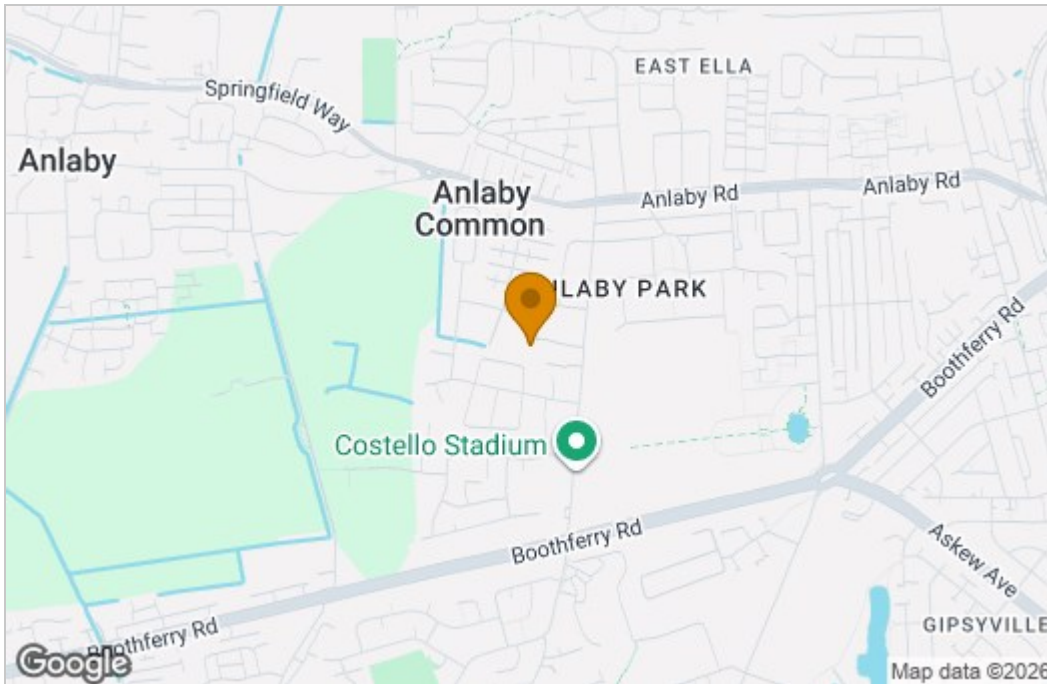 EAST ELLA
Springfield Way
Anlaby
Anlaby
Common
Anlaby Rd
Anlaby Rd
NLABY PARK
Boothferry Rd
Costello Stadium
Boothferry Rd
Askew Ave
GIPSYVILLE
Boothferry Rd
Google
Map data ©2026